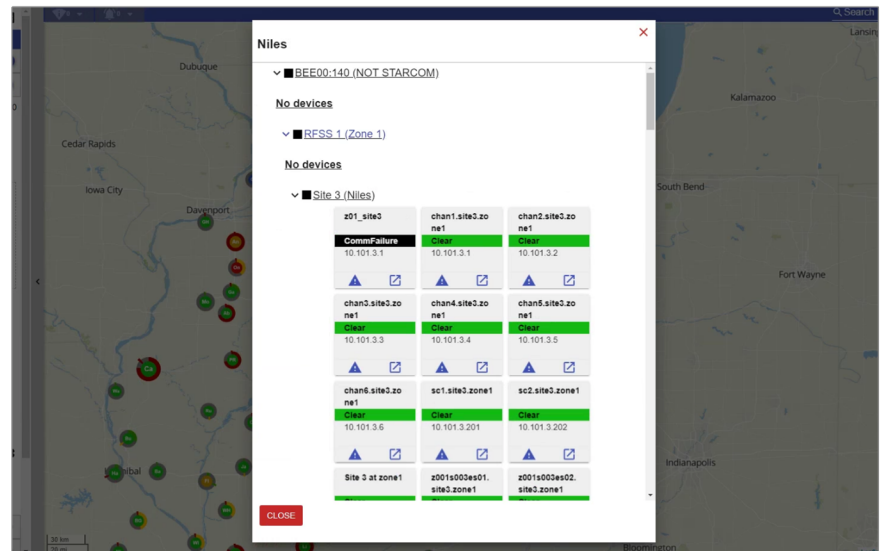 Search
Lansing
Niles
Dubuque
BEE00:140 (NOT STARCOM)
Kalamazoo
No devices
RFSS 1 (Zone 1)
Cedar Rapids
No devices
Iowa City
Site 3 (Niles)
South Bend
Davenport
z01_site3
CommFailure
10.101.3.1
chan1.site3.zo
ne1
Clear
10.101.3.1
chan2.site3.zo
ne1
Clear
10.101.3.2
Fort Wayne
chan3.site3.zo
ne1
Clear
10.101.3.3
chan4.site3.zo
ne1
Clear
10.101.3.4
chan5.site3.zo
ne1
Clear
10.101.3.5
Ca
chan6.site3.zo
ne1
Clear
10.101.3.6
sc1.site3.zone1
Clear
10.101.3.201
sc2.site3.zone1
Clear
10.101.3.202
Indianapolis
Site 3 at zone1
z001s003es01.
site3.zone1
z001s003es02.
site3.zone1
CLOSE
30 km
20 mi
Bloomington